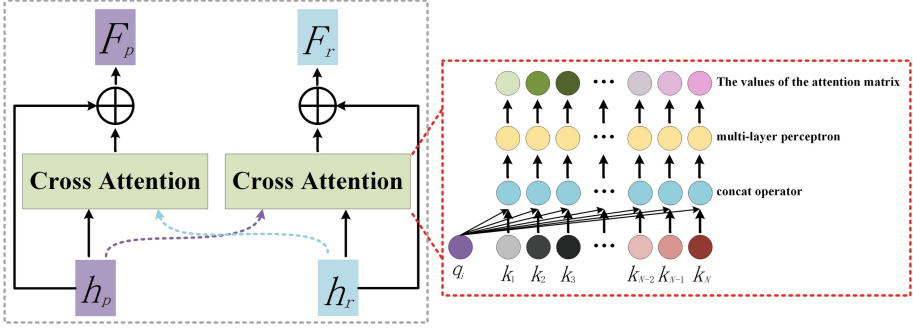 F_p
F_r
Cross Attention
Cross Attention
h_p
h_r
The values of the attention matrix
multi-layer perceptron
concat operator
q_i
k_1 k_2 k_3 ... k_{N-2} k_{N-1} k_N